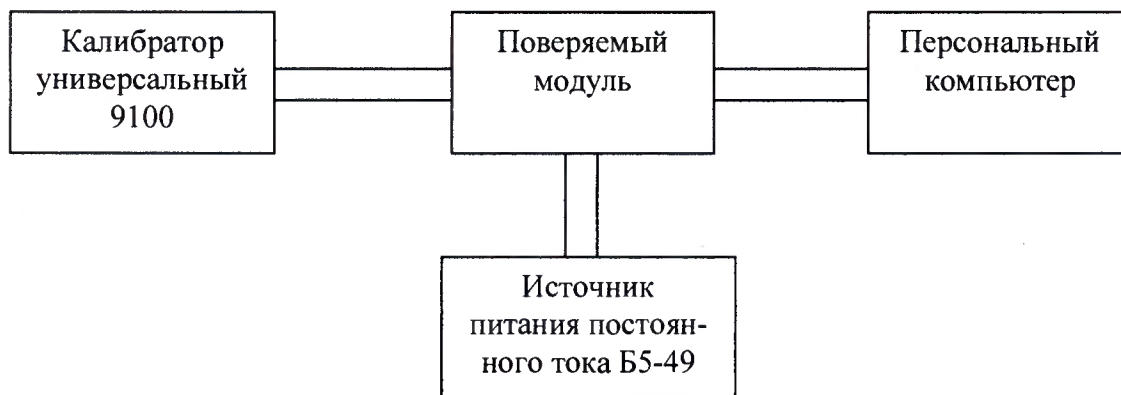 Калибратор
универсальный
9100
Поверяемый
модуль
Персональный
компьютер
Источник
питания постоян-
ного тока Б5-49